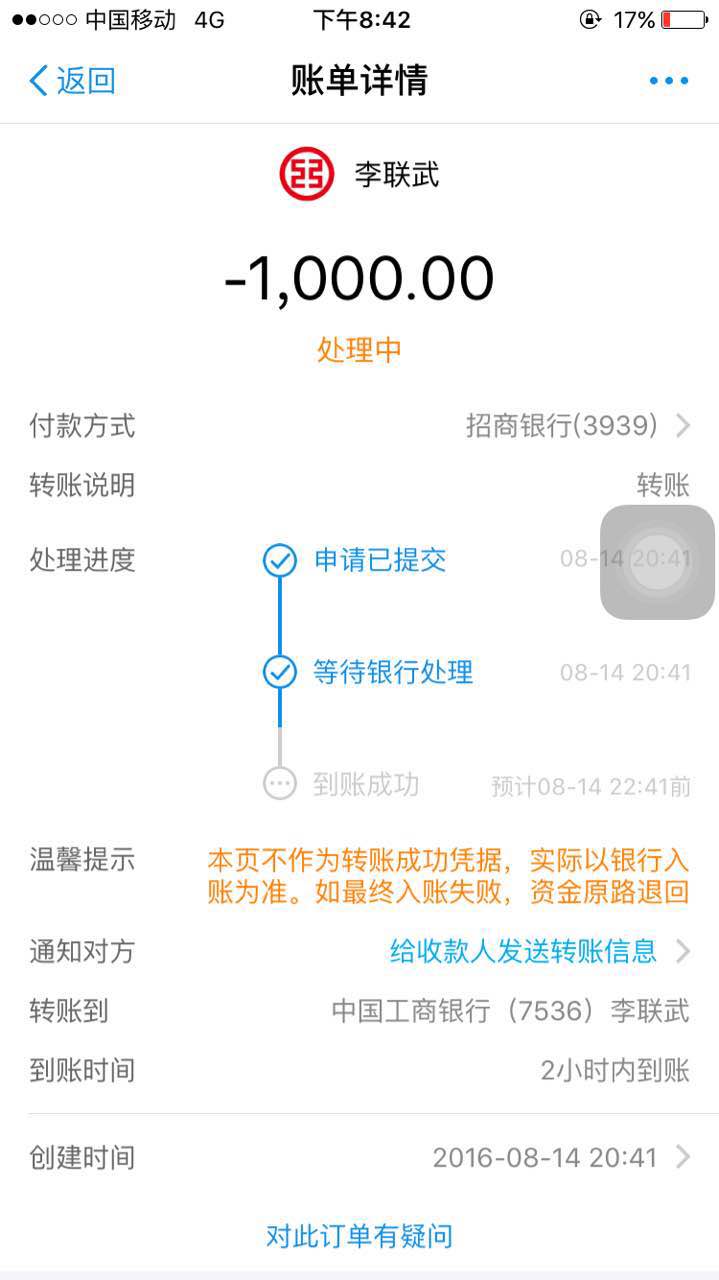 中国移动 4G 下午8:42 17%
返回 账单详情
李联武
-1,000.00
处理中
付款方式 招商银行(3939)
转账说明 转账
处理进度 申请已提交 08-14 20:41
等待银行处理 08-14 20:41
到账成功 预计08-14 22:41前
温馨提示 本页不作为转账成功凭据，实际以银行入
账为准。如最终入账失败，资金原路退回
通知对方 给收款人发送转账信息
转账到 中国工商银行（7536）李联武
到账时间 2小时内到账
创建时间 2016-08-14 20:41
对此订单有疑问